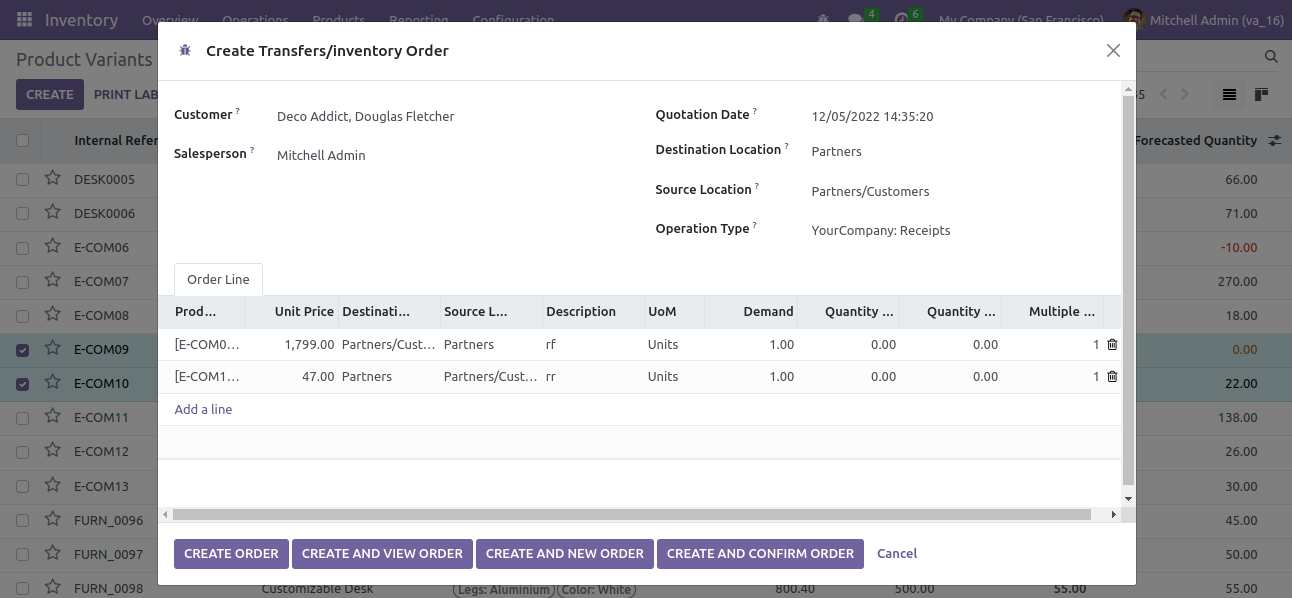 Inventory Overview Operations Products Reporting Configuration 4 6 My Company (San Francisco) Mitchell Admin (va_16)
Product Variants
CREATE PRINT LAB
Internal Refer Forecasted Quantity
DESK0005 66.00
DESK0006 71.00
E-COM06 -10.00
E-COM07 270.00
E-COM08 18.00
E-COM09 0.00
E-COM10 22.00
E-COM11 138.00
E-COM12 26.00
E-COM13 30.00
FURN_0096 45.00
FURN_0097 50.00
FURN_0098 Customizable Desk Legs: Aluminium Color: White 800.40 500.00 55.00 55.00
Create Transfers/inventory Order
Customer ? Deco Addict, Douglas Fletcher
Salesperson ? Mitchell Admin
Quotation Date ? 12/05/2022 14:35:20
Destination Location ? Partners
Source Location ? Partners/Customers
Operation Type ? YourCompany: Receipts
Order Line
Prod... Unit Price Destinati... Source L... Description UoM Demand Quantity ... Quantity ... Multiple ...
[E-COM0... 1,799.00 Partners/Cust... Partners rf Units 1.00 0.00 0.00 1
[E-COM1... 47.00 Partners Partners/Cust... rr Units 1.00 0.00 0.00 1
Add a line
CREATE ORDER CREATE AND VIEW ORDER CREATE AND NEW ORDER CREATE AND CONFIRM ORDER Cancel